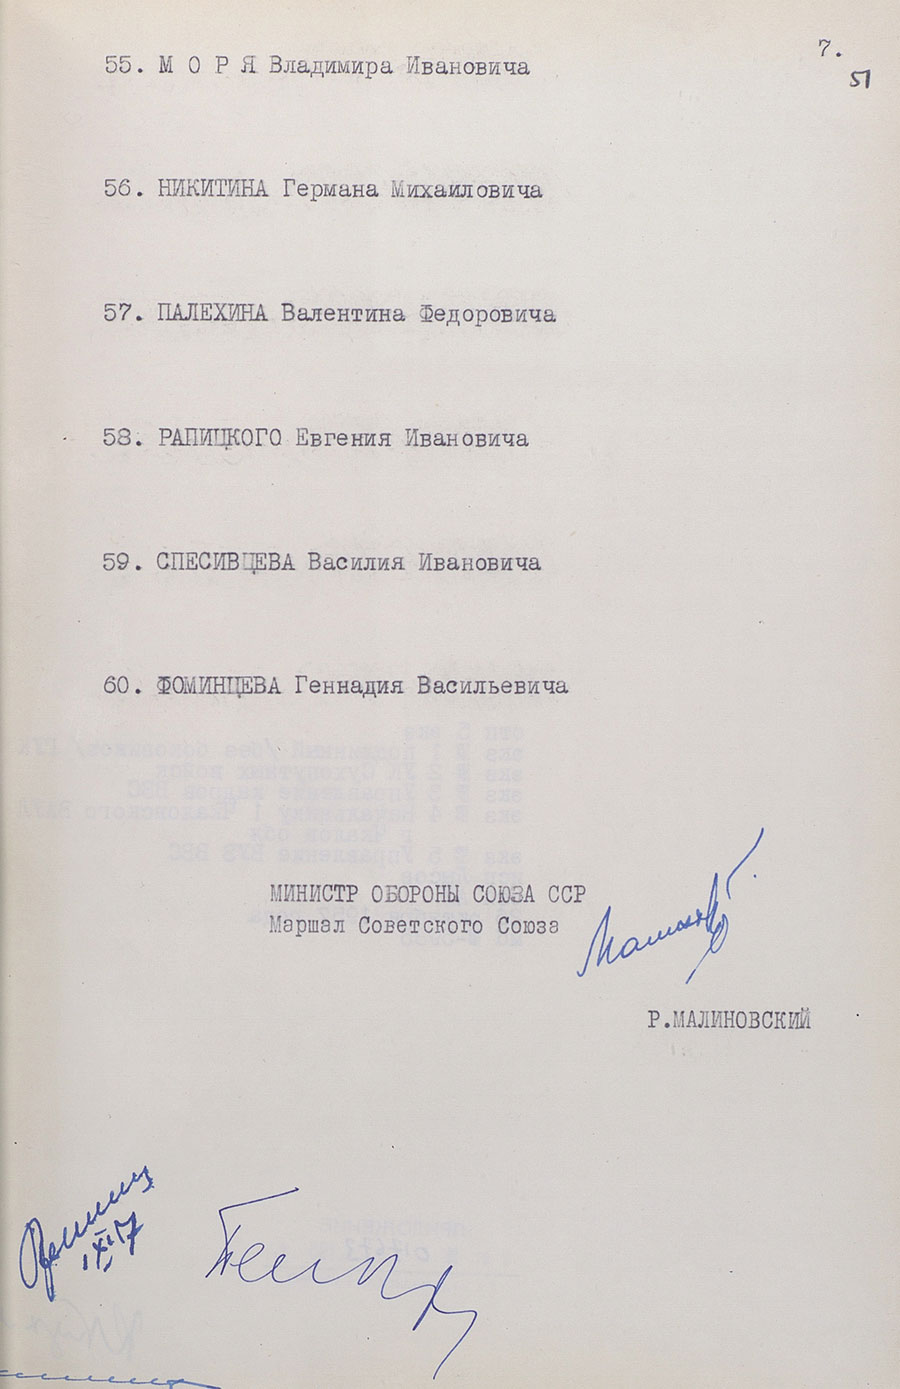 7.
51
55. М О Р Я Владимира Ивановича
56. НИКИТИНА Германа Михаиловича
57. ПАЛЕХИНА Валентина Федоровича
58. РАПИЦКОГО Евгения Ивановича
59. СПЕСИВЦЕВА Василия Ивановича
60. ФОМИНЦЕВА Геннадия Васильевича
МИНИСТР ОБОРОНЫ СОЮЗА ССР
Маршал Советского Союза
Р.МАЛИНОВСКИЙ